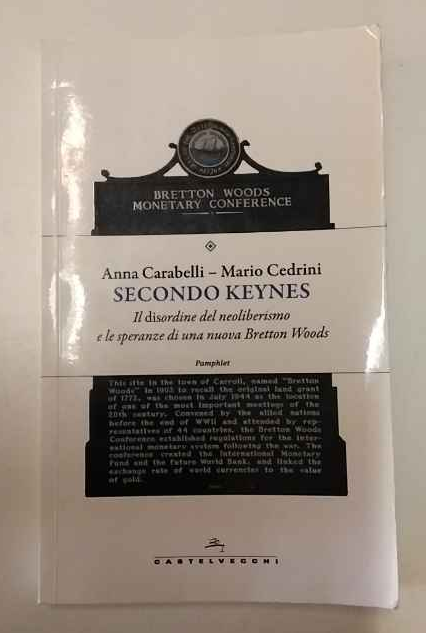 BRETTON WOODS
MONETARY CONFERENCE
Anna Carabelli – Mario Cedrini
SECONDO KEYNES
Il disordine del neoliberismo
e le speranze di una nuova Bretton Woods
Pamphlet
This site in the town of Carroll, named "Bretton
Woods" in 1903 to recall the original land grant
of 1772, was chosen in July 1944 as the location
of one of the most important meetings of the
20th century. Convened by the allied nations
before the end of WWII and attended by rep-
resentatives of 44 countries, the Bretton Woods
Conference established regulations for the inter-
national monetary system following the war. The
conference created the International Monetary
Fund and the future World Bank, and linked the
exchange rate of world currencies to the value
of gold.
CASTELVECCHI